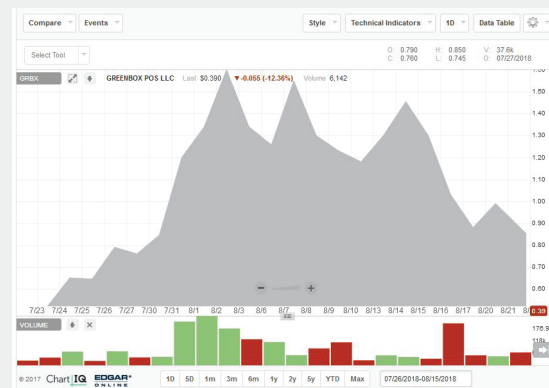 Compare Events Style Technical Indicators 1D Data Table
Select Tool
O: 0.790 H: 0.850 V: 37.6k
C: 0.760 L: 0.745 D: 07/27/2018
GRBX GREENBOX POS LLC Last $0.390 ▼-0.055 (-12.36%) Volume 6,142
1.50
1.40
1.30
1.20
1.10
1.00
0.90
0.80
0.70
0.60
7/23 7/24 7/25 7/26 7/27 7/30 7/31 8/1 8/2 8/3 8/6 8/7 8/8 8/9 8/10 8/13 8/14 8/15 8/16 8/17 8/20 8/21 0.39
VOLUME
176.9
118k
© 2017 ChartIQ EDGAR ONLINE 1D 5D 1m 3m 6m 1y 2y 5y YTD Max 07/26/2018-08/15/2018